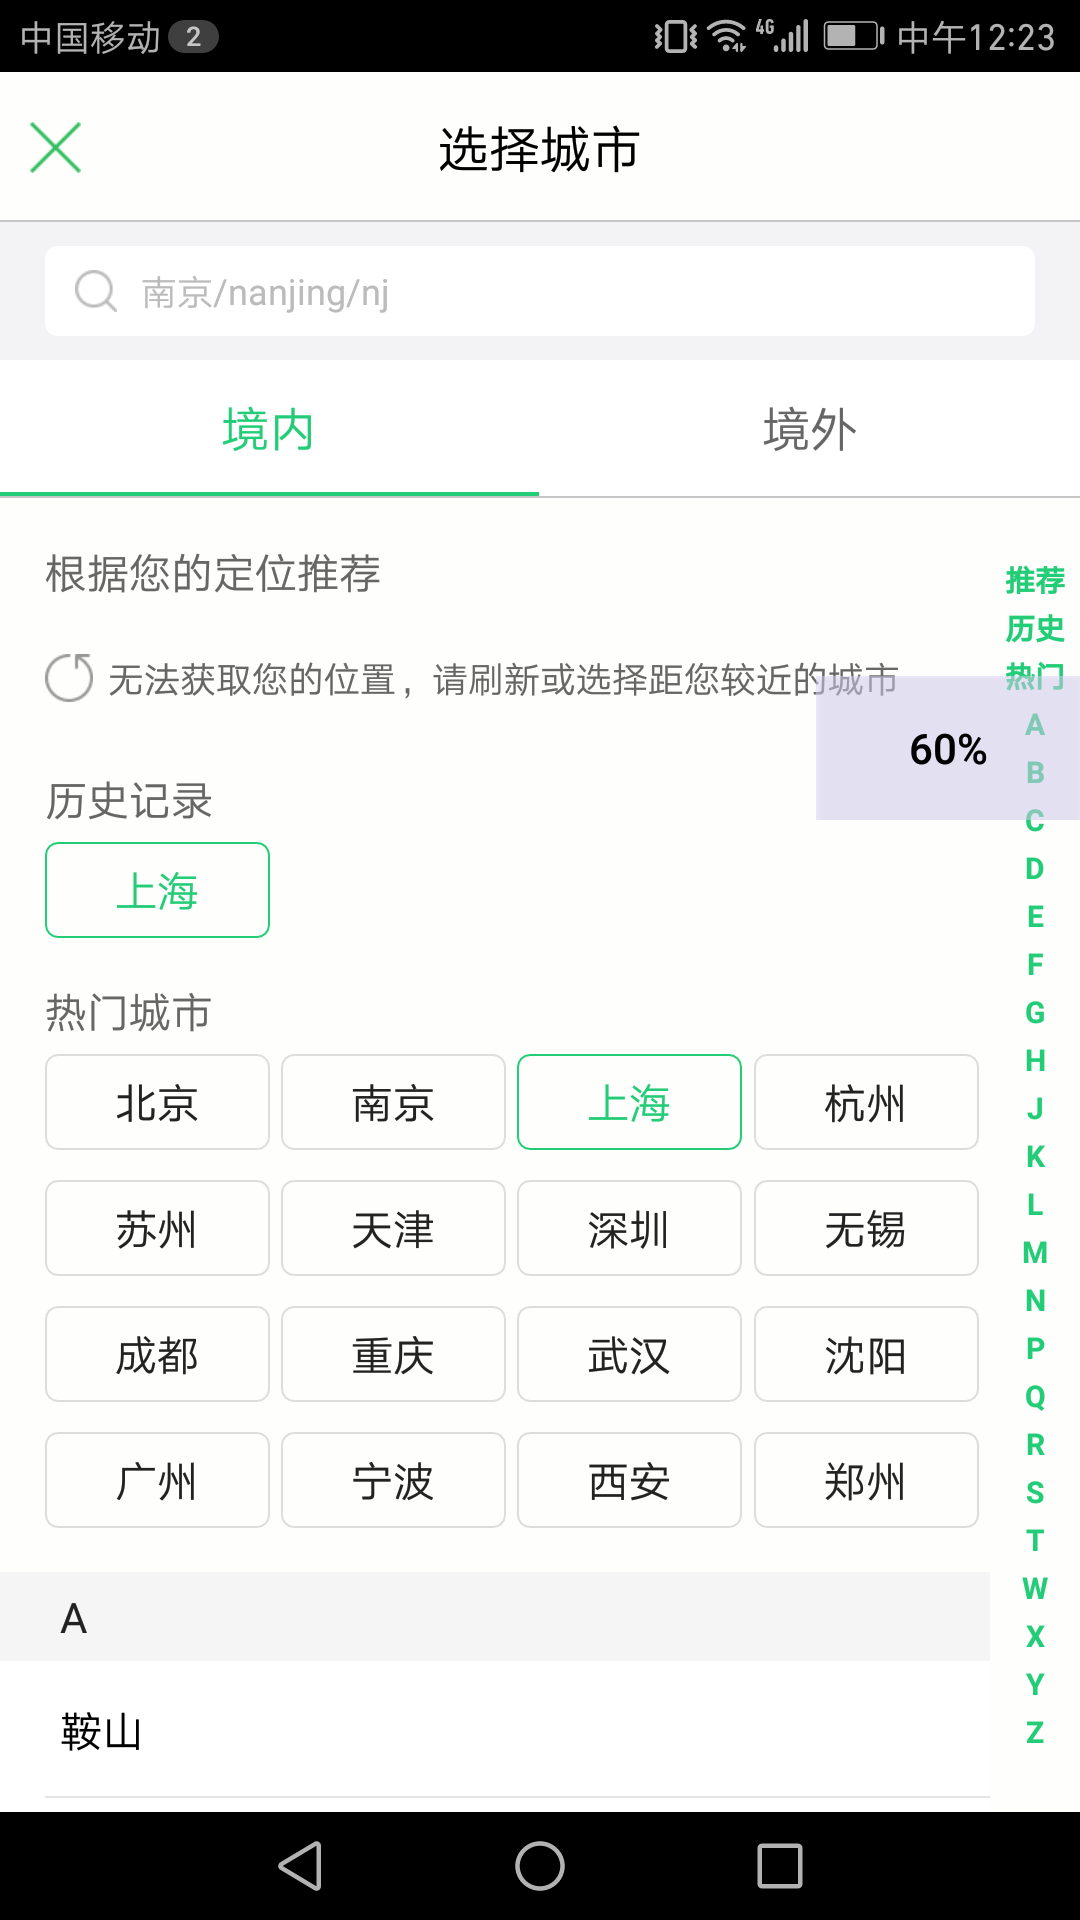 中国移动 2 4G 中午12:23
选择城市
南京/nanjing/nj
境内 境外
根据您的定位推荐
无法获取您的位置，请刷新或选择距您较近的城市
60%
历史记录
上海
热门城市
北京 南京 上海 杭州
苏州 天津 深圳 无锡
成都 重庆 武汉 沈阳
广州 宁波 西安 郑州
A
鞍山
推荐
历史
热门
A
B
C
D
E
F
G
H
J
K
L
M
N
P
Q
R
S
T
W
X
Y
Z